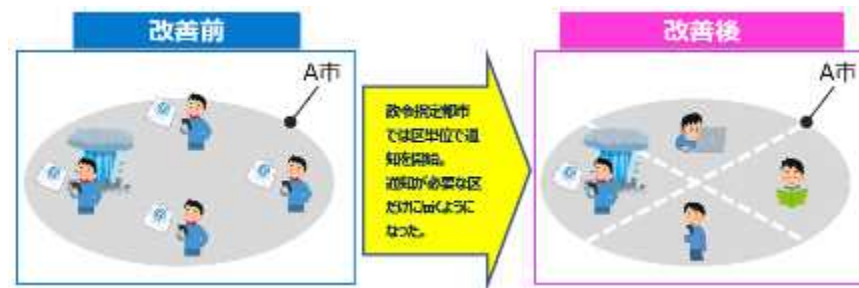 改善前
改善後
A市
A市
政令指定都市
では区単位で通
知を開始。
通知が必要な区
だけに届くように
なった。